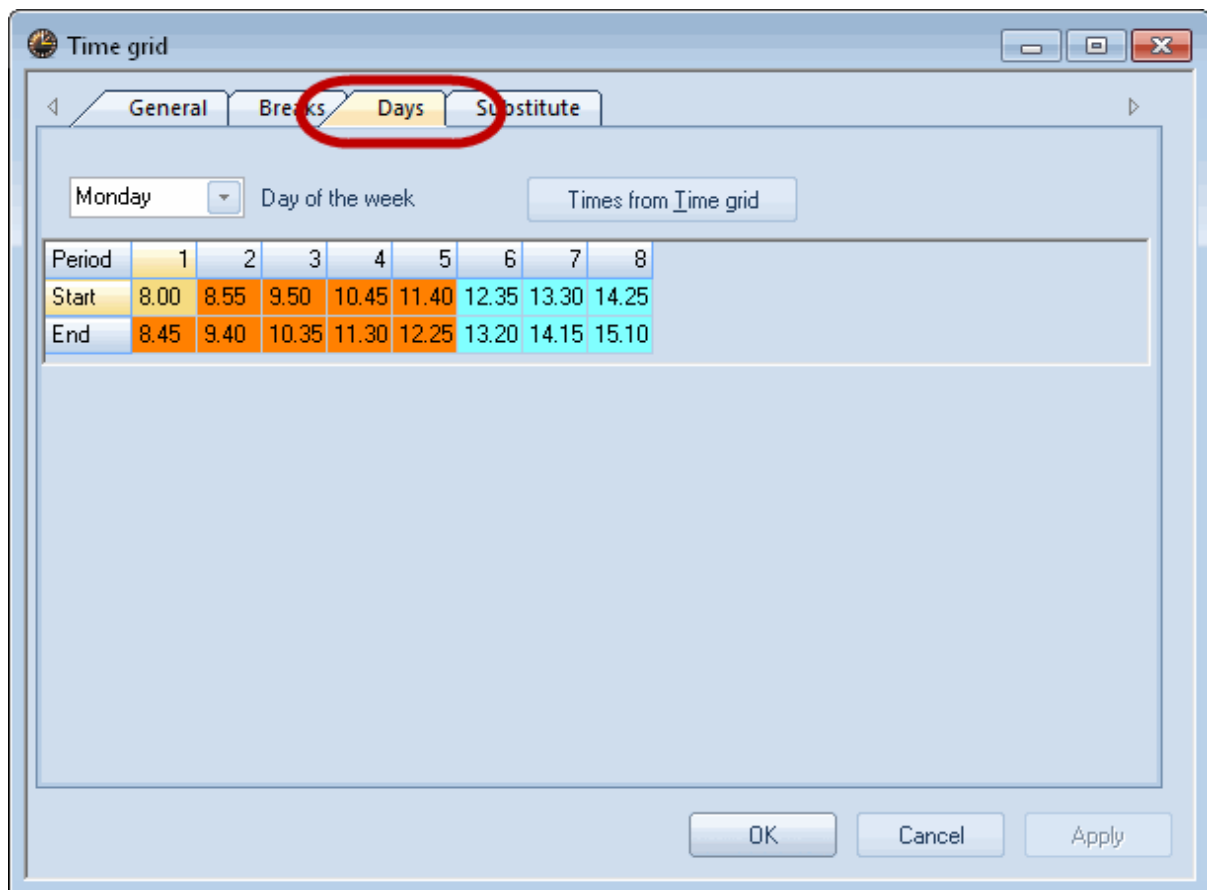 Time grid
General Breaks Days Substitute
Monday Day of the week Times from Time grid
Period 1 2 3 4 5 6 7 8
Start 8.00 8.55 9.50 10.45 11.40 12.35 13.30 14.25
End 8.45 9.40 10.35 11.30 12.25 13.20 14.15 15.10
OK Cancel Apply